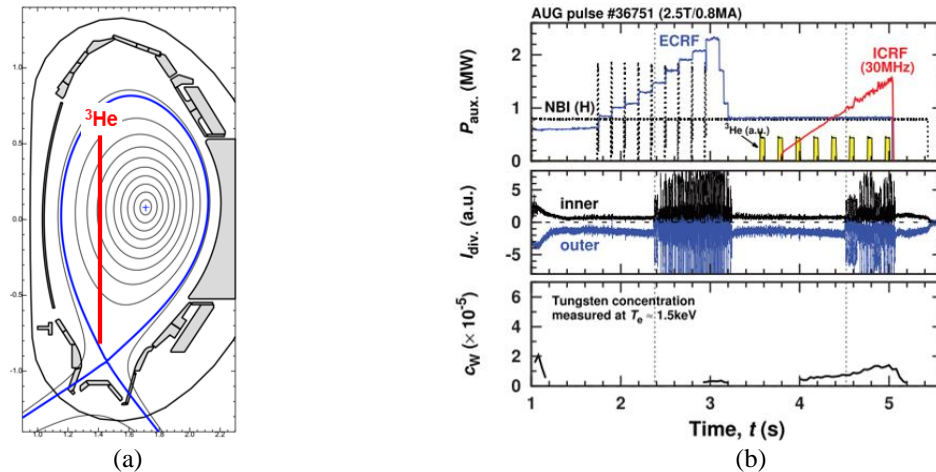 1.0
0.5
0.0
-0.5
-1.0
1.0 1.2 1.4 1.6 1.8 2.0 2.2
³He
(a)
AUG pulse #36751 (2.5T/0.8MA)
P_aux. (MW)
2
1
0
ECRF
ICRF
(30MHz)
NBI (H)
³He (a.u.)
I_div. (a.u.)
5
0
-5
inner
outer
c_W (× 10⁻⁵)
6
4
2
0
Tungsten concentration
measured at T_e ≈ 1.5keV
1 2 3 4 5
Time, t (s)
(b)